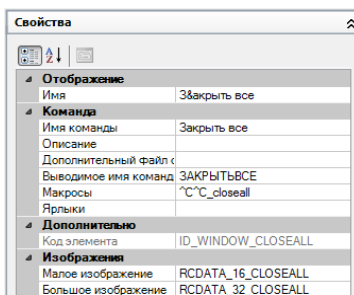 Свойства
Отображение
Имя З&акрыть все
Команда
Имя команды Закрыть все
Описание
Дополнительный файл с
Выводимое имя команд ЗАКРЫТЬВСЕ
Макросы ^C^C_closeall
Ярлыки
Дополнительно
Код элемента ID_WINDOW_CLOSEALL
Изображения
Малое изображение RCDATA_16_CLOSEALL
Большое изображение RCDATA_32_CLOSEALL